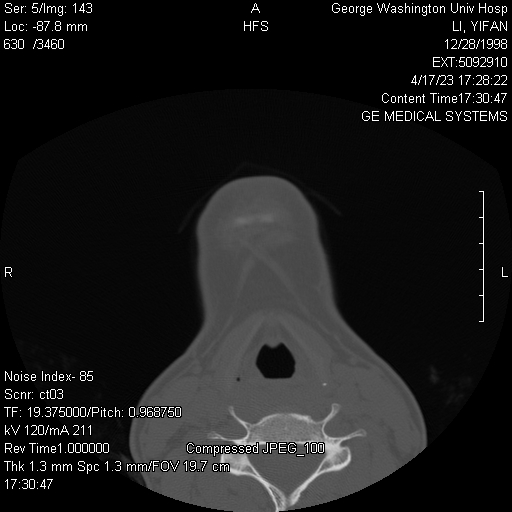 Ser: 5/Img: 143
Loc: -87.8 mm
630 /3460
A
HFS
George Washington Univ Hosp
LI, YIFAN
12/28/1998
EXT:5092910
4/17/23 17:28:22
Content Time17:30:47
GE MEDICAL SYSTEMS
R
L
Noise Index- 85
Scnr: ct03
TF: 19.375000/Pitch: 0.968750
kV 120/mA 211
Rev Time1.000000
Compressed JPEG_100
Thk 1.3 mm Spc 1.3 mm/FOV 19.7 cm
17:30:47